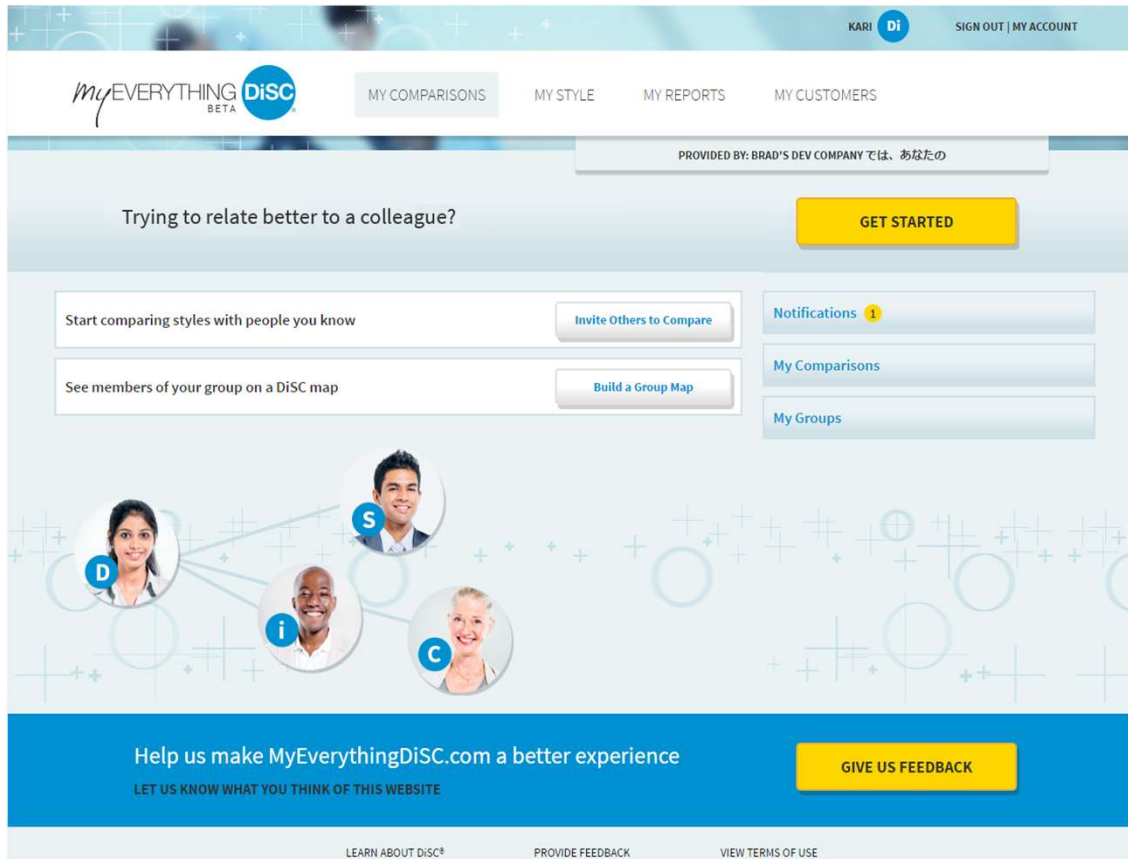 KARI Di SIGN OUT | MY ACCOUNT
my EVERYTHING DiSC®
BETA
MY COMPARISONS MY STYLE MY REPORTS MY CUSTOMERS
PROVIDED BY: BRAD'S DEV COMPANY では、あなたの
Trying to relate better to a colleague?
GET STARTED
Start comparing styles with people you know
Invite Others to Compare
See members of your group on a DiSC map
Build a Group Map
Notifications 1
My Comparisons
My Groups
S
D
i
C
Help us make MyEverythingDiSC.com a better experience
LET US KNOW WHAT YOU THINK OF THIS WEBSITE
GIVE US FEEDBACK
LEARN ABOUT DiSC® PROVIDE FEEDBACK VIEW TERMS OF USE